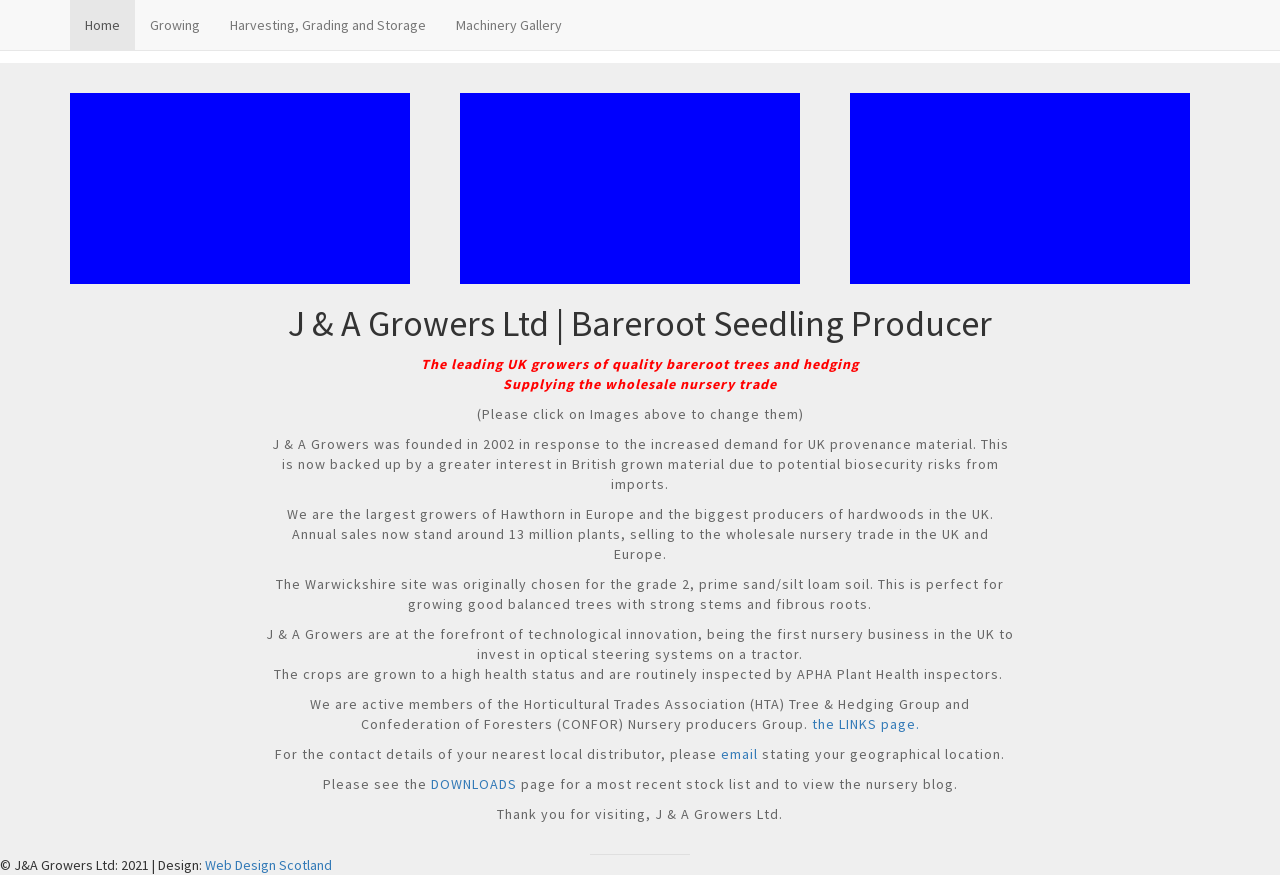 Home Growing Harvesting, Grading and Storage Machinery Gallery
J & A Growers Ltd | Bareroot Seedling Producer
The leading UK growers of quality bareroot trees and hedging
Supplying the wholesale nursery trade
(Please click on Images above to change them)
J & A Growers was founded in 2002 in response to the increased demand for UK provenance material. This
is now backed up by a greater interest in British grown material due to potential biosecurity risks from
imports.
We are the largest growers of Hawthorn in Europe and the biggest producers of hardwoods in the UK.
Annual sales now stand around 13 million plants, selling to the wholesale nursery trade in the UK and
Europe.
The Warwickshire site was originally chosen for the grade 2, prime sand/silt loam soil. This is perfect for
growing good balanced trees with strong stems and fibrous roots.
J & A Growers are at the forefront of technological innovation, being the first nursery business in the UK to
invest in optical steering systems on a tractor.
The crops are grown to a high health status and are routinely inspected by APHA Plant Health inspectors.
We are active members of the Horticultural Trades Association (HTA) Tree & Hedging Group and
Confederation of Foresters (CONFOR) Nursery producers Group. the LINKS page.
For the contact details of your nearest local distributor, please email stating your geographical location.
Please see the DOWNLOADS page for a most recent stock list and to view the nursery blog.
Thank you for visiting, J & A Growers Ltd.
© J&A Growers Ltd: 2021 | Design: Web Design Scotland